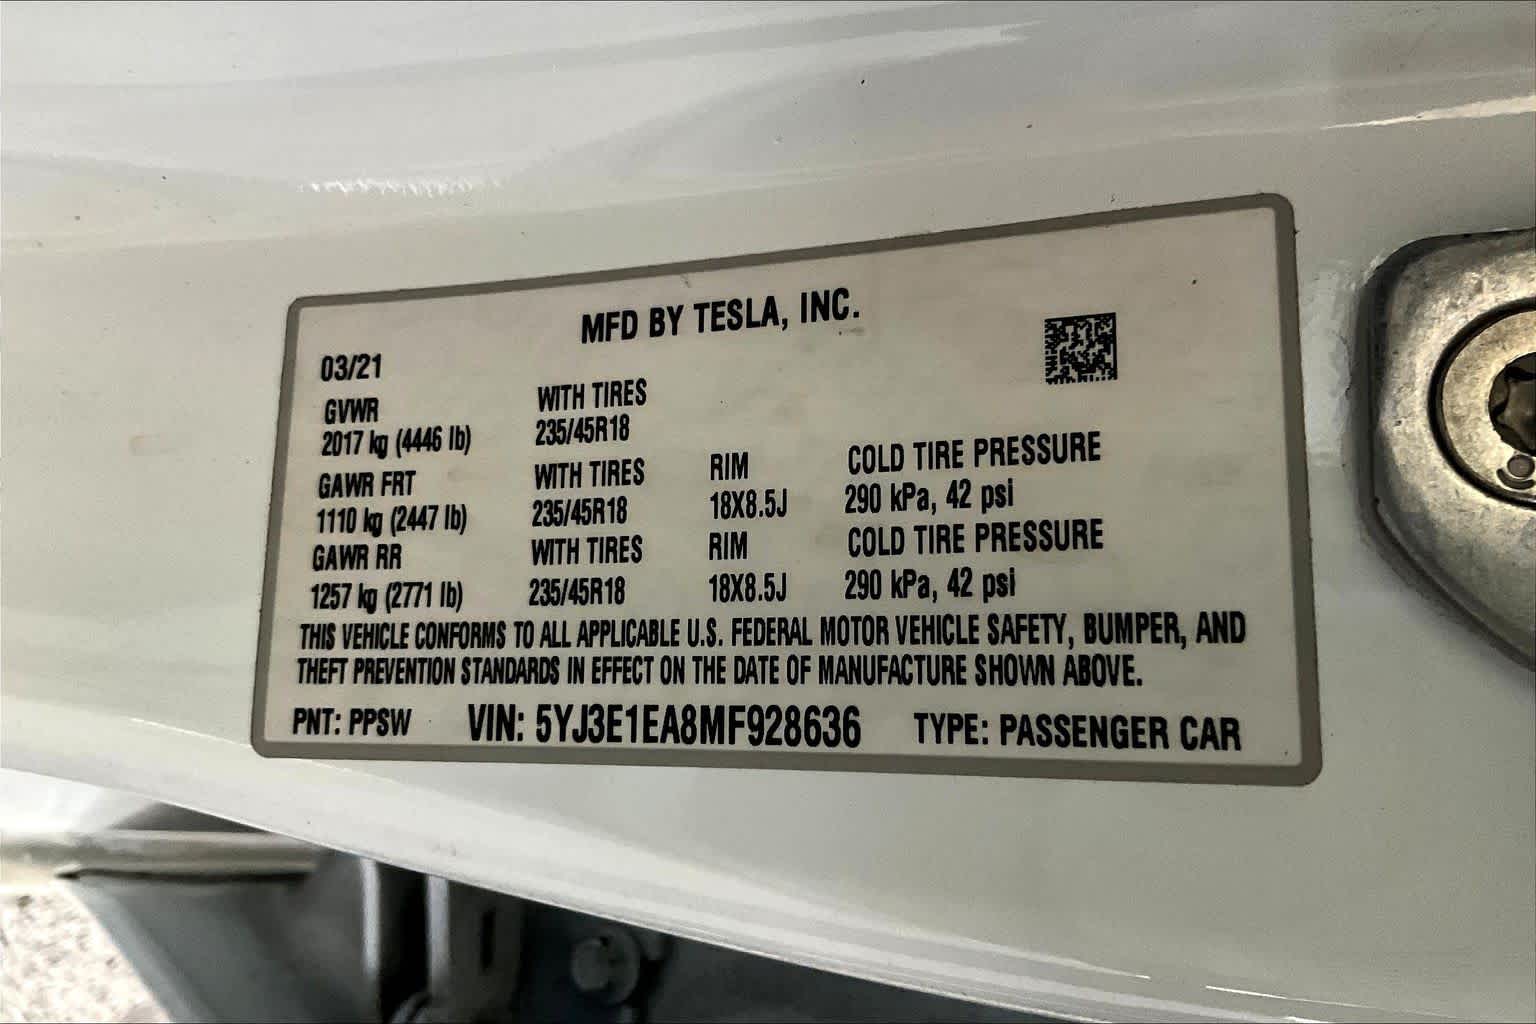 MFD BY TESLA, INC.
03/21
GVWR WITH TIRES
2017 kg (4446 lb) 235/45R18
GAWR FRT WITH TIRES RIM COLD TIRE PRESSURE
1110 kg (2447 lb) 235/45R18 18X8.5J 290 kPa, 42 psi
GAWR RR WITH TIRES RIM COLD TIRE PRESSURE
1257 kg (2771 lb) 235/45R18 18X8.5J 290 kPa, 42 psi
THIS VEHICLE CONFORMS TO ALL APPLICABLE U.S. FEDERAL MOTOR VEHICLE SAFETY, BUMPER, AND
THEFT PREVENTION STANDARDS IN EFFECT ON THE DATE OF MANUFACTURE SHOWN ABOVE.
PNT: PPSW VIN: 5YJ3E1EA8MF928636 TYPE: PASSENGER CAR